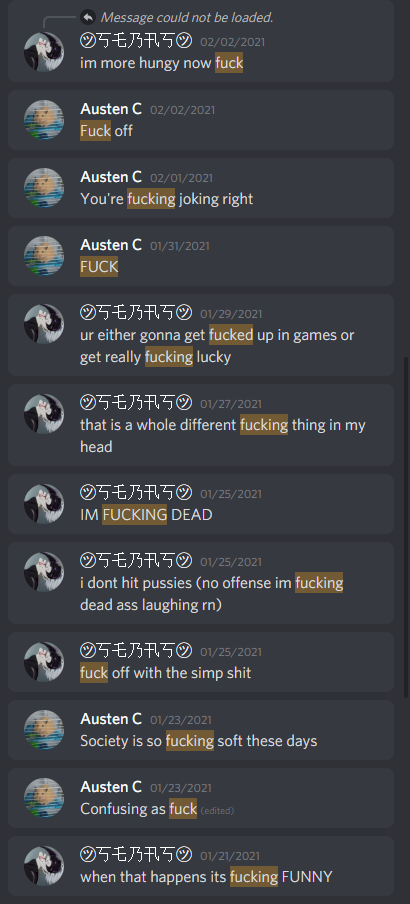 Message could not be loaded.
㋡丂乇乃卂丂㋡ 02/02/2021
im more hungy now fuck
Austen C 02/02/2021
Fuck off
Austen C 02/01/2021
You're fucking joking right
Austen C 01/31/2021
FUCK
㋡丂乇乃卂丂㋡ 01/29/2021
ur either gonna get fucked up in games or
get really fucking lucky
㋡丂乇乃卂丂㋡ 01/27/2021
that is a whole different fucking thing in my
head
㋡丂乇乃卂丂㋡ 01/25/2021
IM FUCKING DEAD
㋡丂乇乃卂丂㋡ 01/25/2021
i dont hit pussies (no offense im fucking
dead ass laughing rn)
㋡丂乇乃卂丂㋡ 01/25/2021
fuck off with the simp shit
Austen C 01/23/2021
Society is so fucking soft these days
Austen C 01/23/2021
Confusing as fuck (edited)
㋡丂乇乃卂丂㋡ 01/21/2021
when that happens its fucking FUNNY